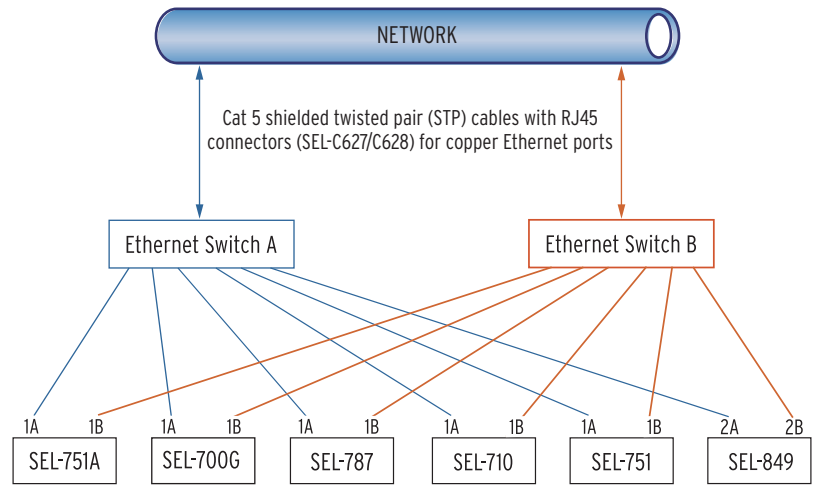 NETWORK
Cat 5 shielded twisted pair (STP) cables with RJ45
connectors (SEL-C627/C628) for copper Ethernet ports
Ethernet Switch A
Ethernet Switch B
1A 1B 1A 1B 1A 1B 1A 1B 1A 1B 2A 2B
SEL-751A SEL-700G SEL-787 SEL-710 SEL-751 SEL-849